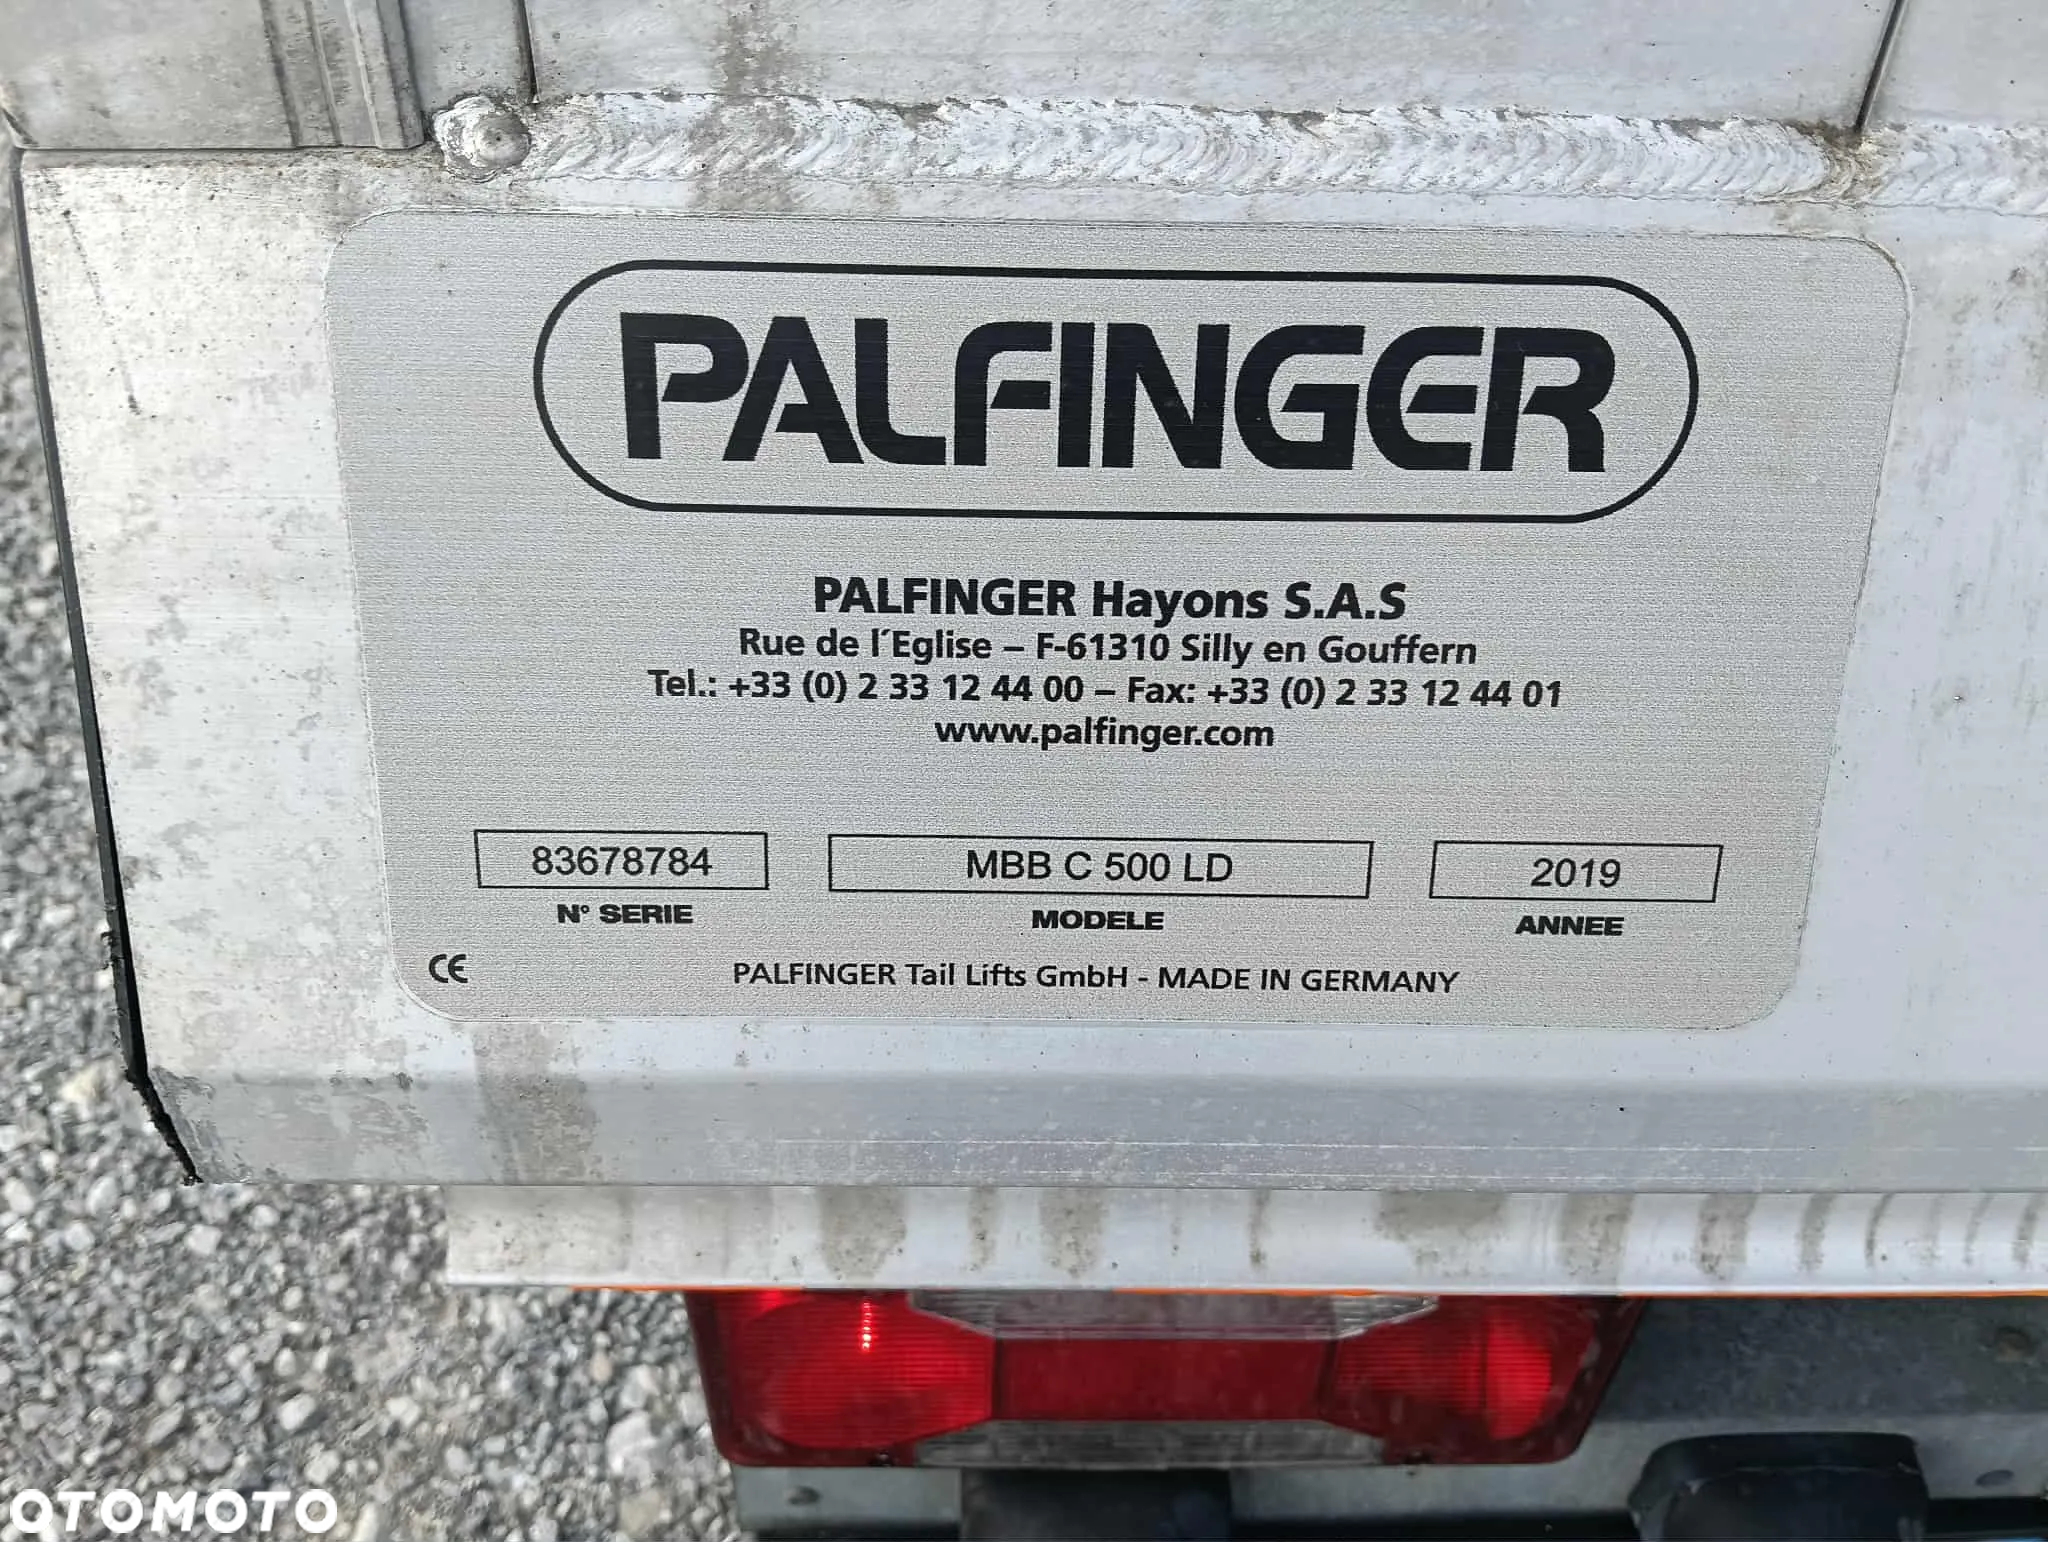 PALFINGER
PALFINGER Hayons S.A.S
Rue de l´Eglise – F-61310 Silly en Gouffern
Tel.: +33 (0) 2 33 12 44 00 – Fax: +33 (0) 2 33 12 44 01
www.palfinger.com
83678784 MBB C 500 LD 2019
N° SERIE MODELE ANNEE
CE PALFINGER Tail Lifts GmbH - MADE IN GERMANY
OTOMOTO